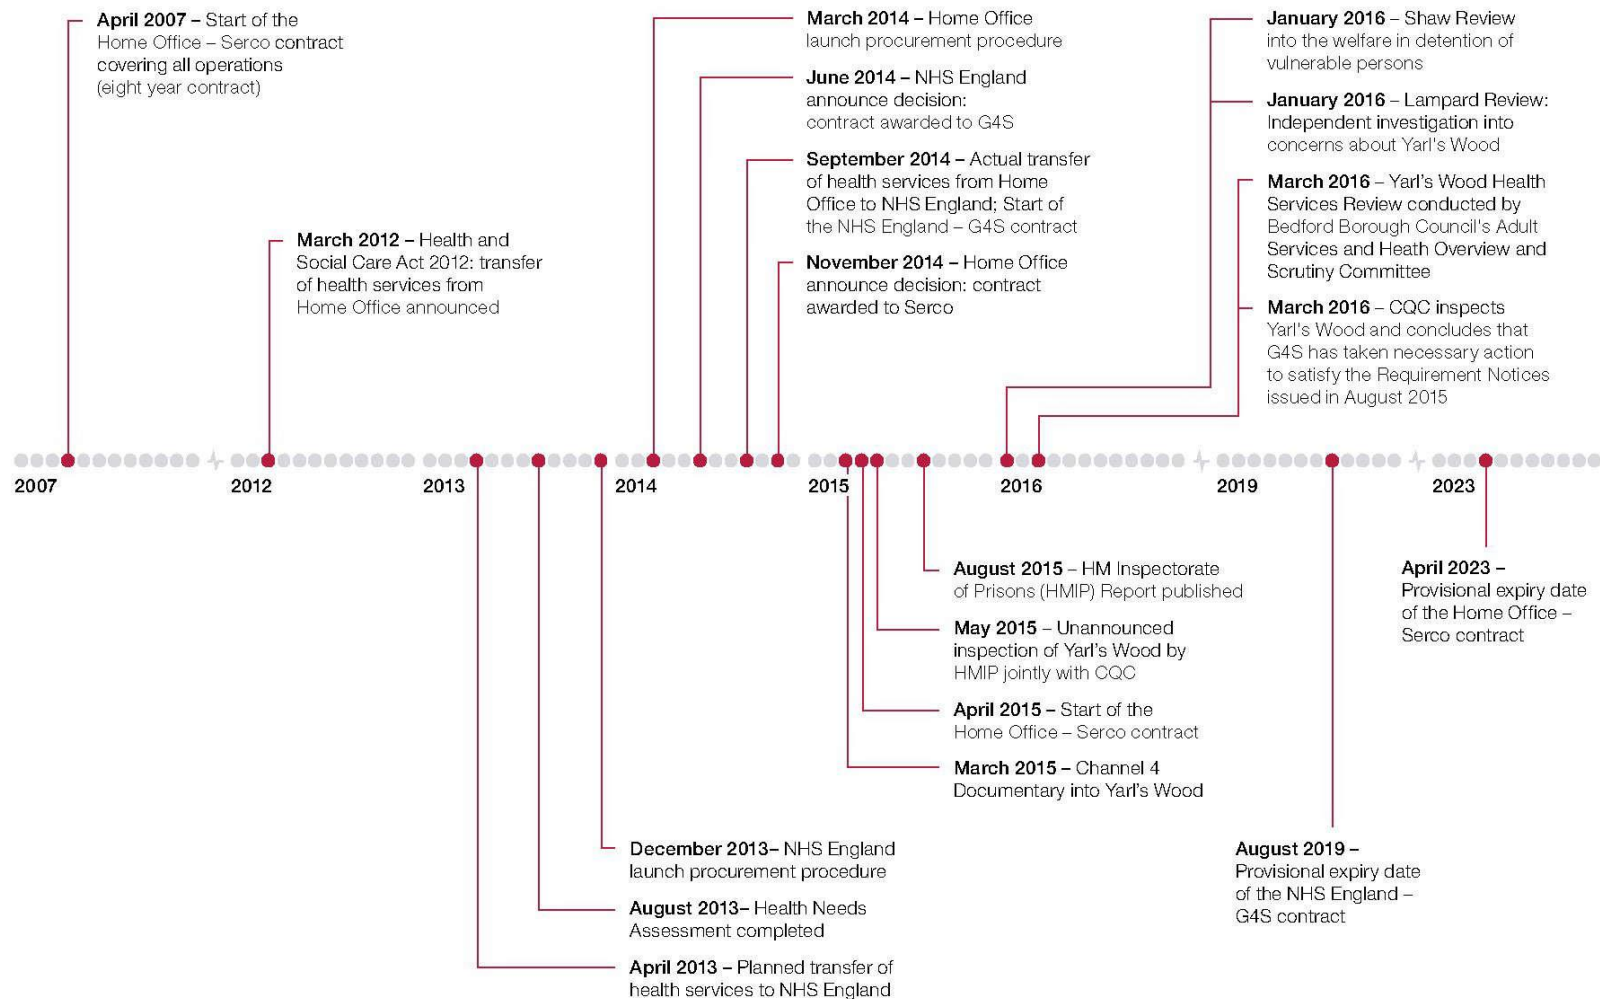 April 2007 – Start of the
Home Office – Serco contract
covering all operations
(eight year contract)
March 2012 – Health and
Social Care Act 2012: transfer
of health services from
Home Office announced
March 2014 – Home Office
launch procurement procedure
June 2014 – NHS England
announce decision:
contract awarded to G4S
September 2014 – Actual transfer
of health services from Home
Office to NHS England; Start of
the NHS England – G4S contract
November 2014 – Home Office
announce decision: contract
awarded to Serco
January 2016 – Shaw Review
into the welfare in detention of
vulnerable persons
January 2016 – Lampard Review:
Independent investigation into
concerns about Yarl's Wood
March 2016 – Yarl's Wood Health
Services Review conducted by
Bedford Borough Council's Adult
Services and Heath Overview and
Scrutiny Committee
March 2016 – CQC inspects
Yarl's Wood and concludes that
G4S has taken necessary action
to satisfy the Requirement Notices
issued in August 2015
2007
2012
2013
2014
2015
2016
2019
2023
August 2015 – HM Inspectorate
of Prisons (HMIP) Report published
May 2015 – Unannounced
inspection of Yarl's Wood by
HMIP jointly with CQC
April 2015 – Start of the
Home Office – Serco contract
March 2015 – Channel 4
Documentary into Yarl's Wood
April 2023 –
Provisional expiry date
of the Home Office –
Serco contract
December 2013– NHS England
launch procurement procedure
August 2013– Health Needs
Assessment completed
April 2013 – Planned transfer of
health services to NHS England
August 2019 –
Provisional expiry date
of the NHS England –
G4S contract